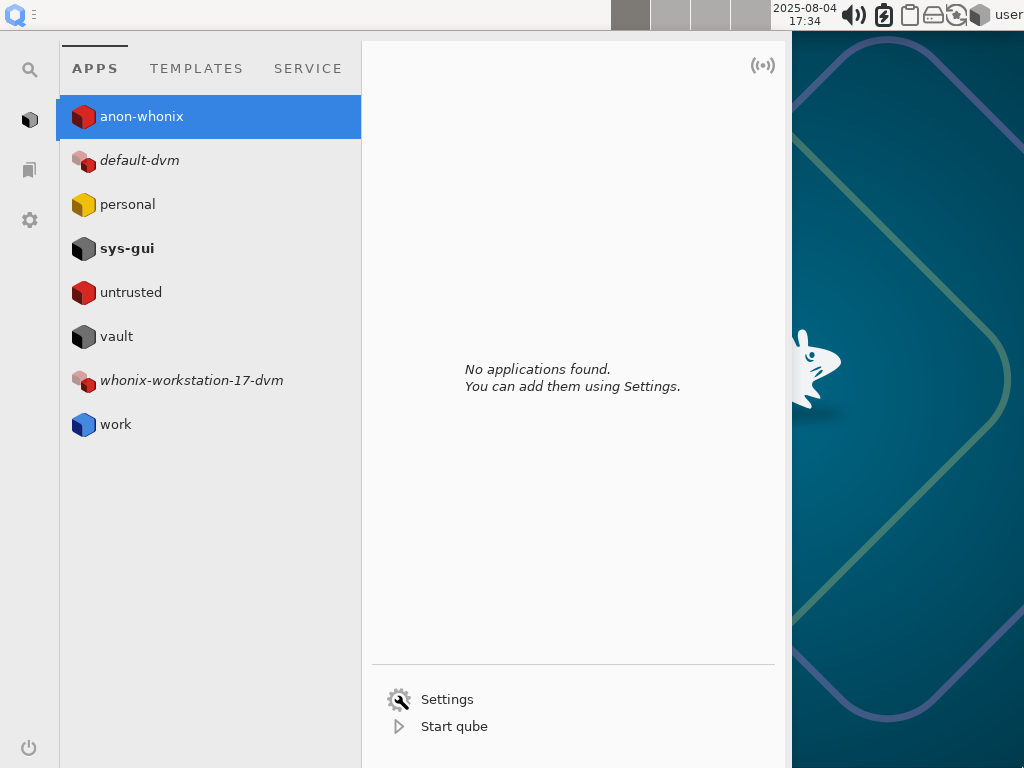 2025-08-04
17:34
user
APPS TEMPLATES SERVICE
anon-whonix
default-dvm
personal
sys-gui
untrusted
vault
whonix-workstation-17-dvm
work
No applications found.
You can add them using Settings.
Settings
Start qube